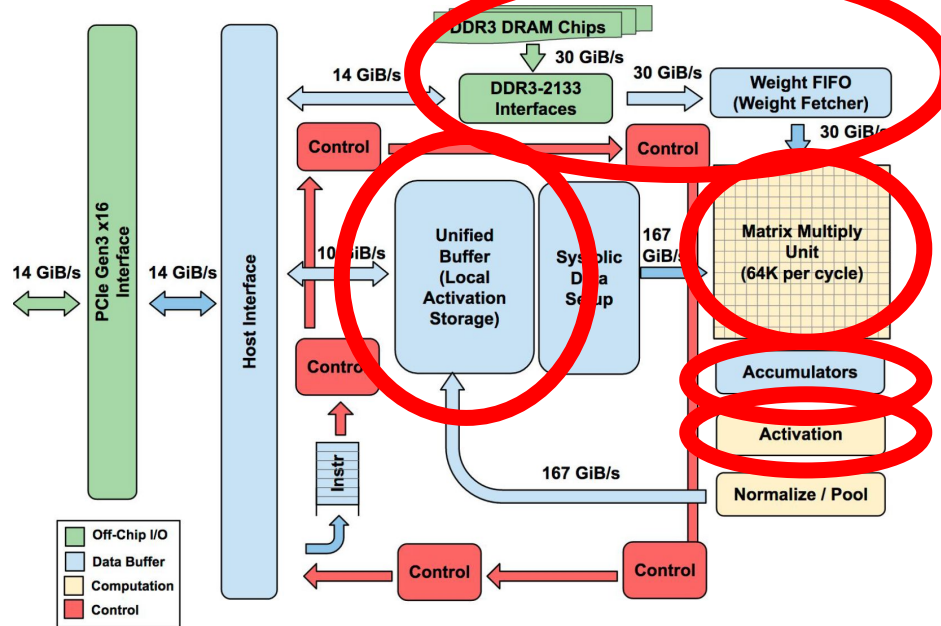 DDR3 DRAM Chips
30 GiB/s
14 GiB/s
DDR3-2133
Interfaces
30 GiB/s
Weight FIFO
(Weight Fetcher)
30 GiB/s
Control
Control
PCIe Gen3 x16
Interface
14 GiB/s
14 GiB/s
Host Interface
10 GiB/s
Unified
Buffer
(Local
Activation
Storage)
Systolic
Data
Setup
167
GiB/s
Matrix Multiply
Unit
(64K per cycle)
Control
Accumulators
Activation
Instr
167 GiB/s
Normalize / Pool
Off-Chip I/O
Data Buffer
Computation
Control
Control
Control